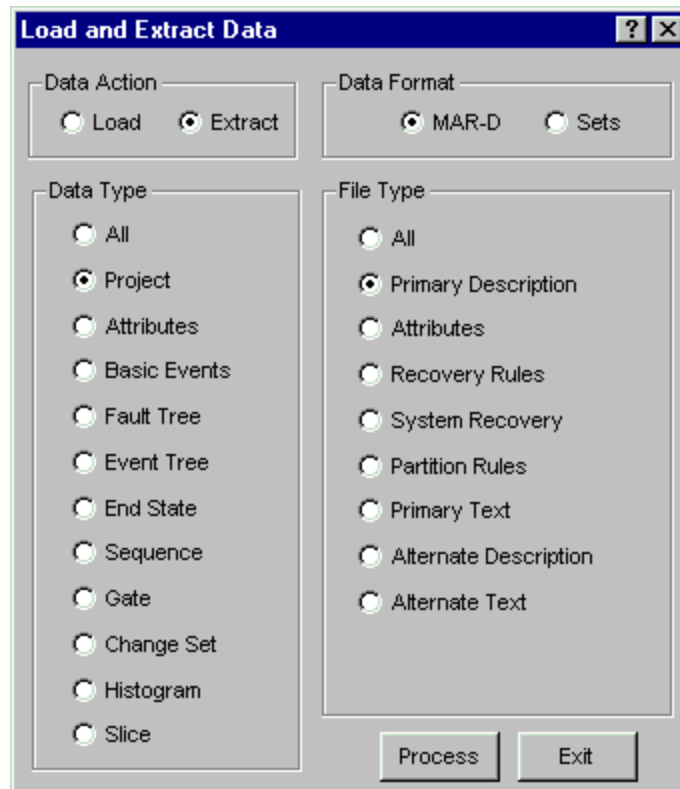 Load and Extract Data
Data Action
Load Extract
Data Format
MAR-D Sets
Data Type
All
Project
Attributes
Basic Events
Fault Tree
Event Tree
End State
Sequence
Gate
Change Set
Histogram
Slice
File Type
All
Primary Description
Attributes
Recovery Rules
System Recovery
Partition Rules
Primary Text
Alternate Description
Alternate Text
Process Exit